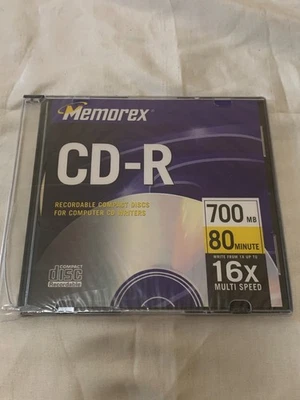 Memorex
CD-R
RECORDABLE COMPACT DISCS
FOR COMPUTER CD WRITERS
700 MB
80 MINUTE
WRITE FROM 1X UP TO
16X
MULTI SPEED
COMPACT
disc
Recordable